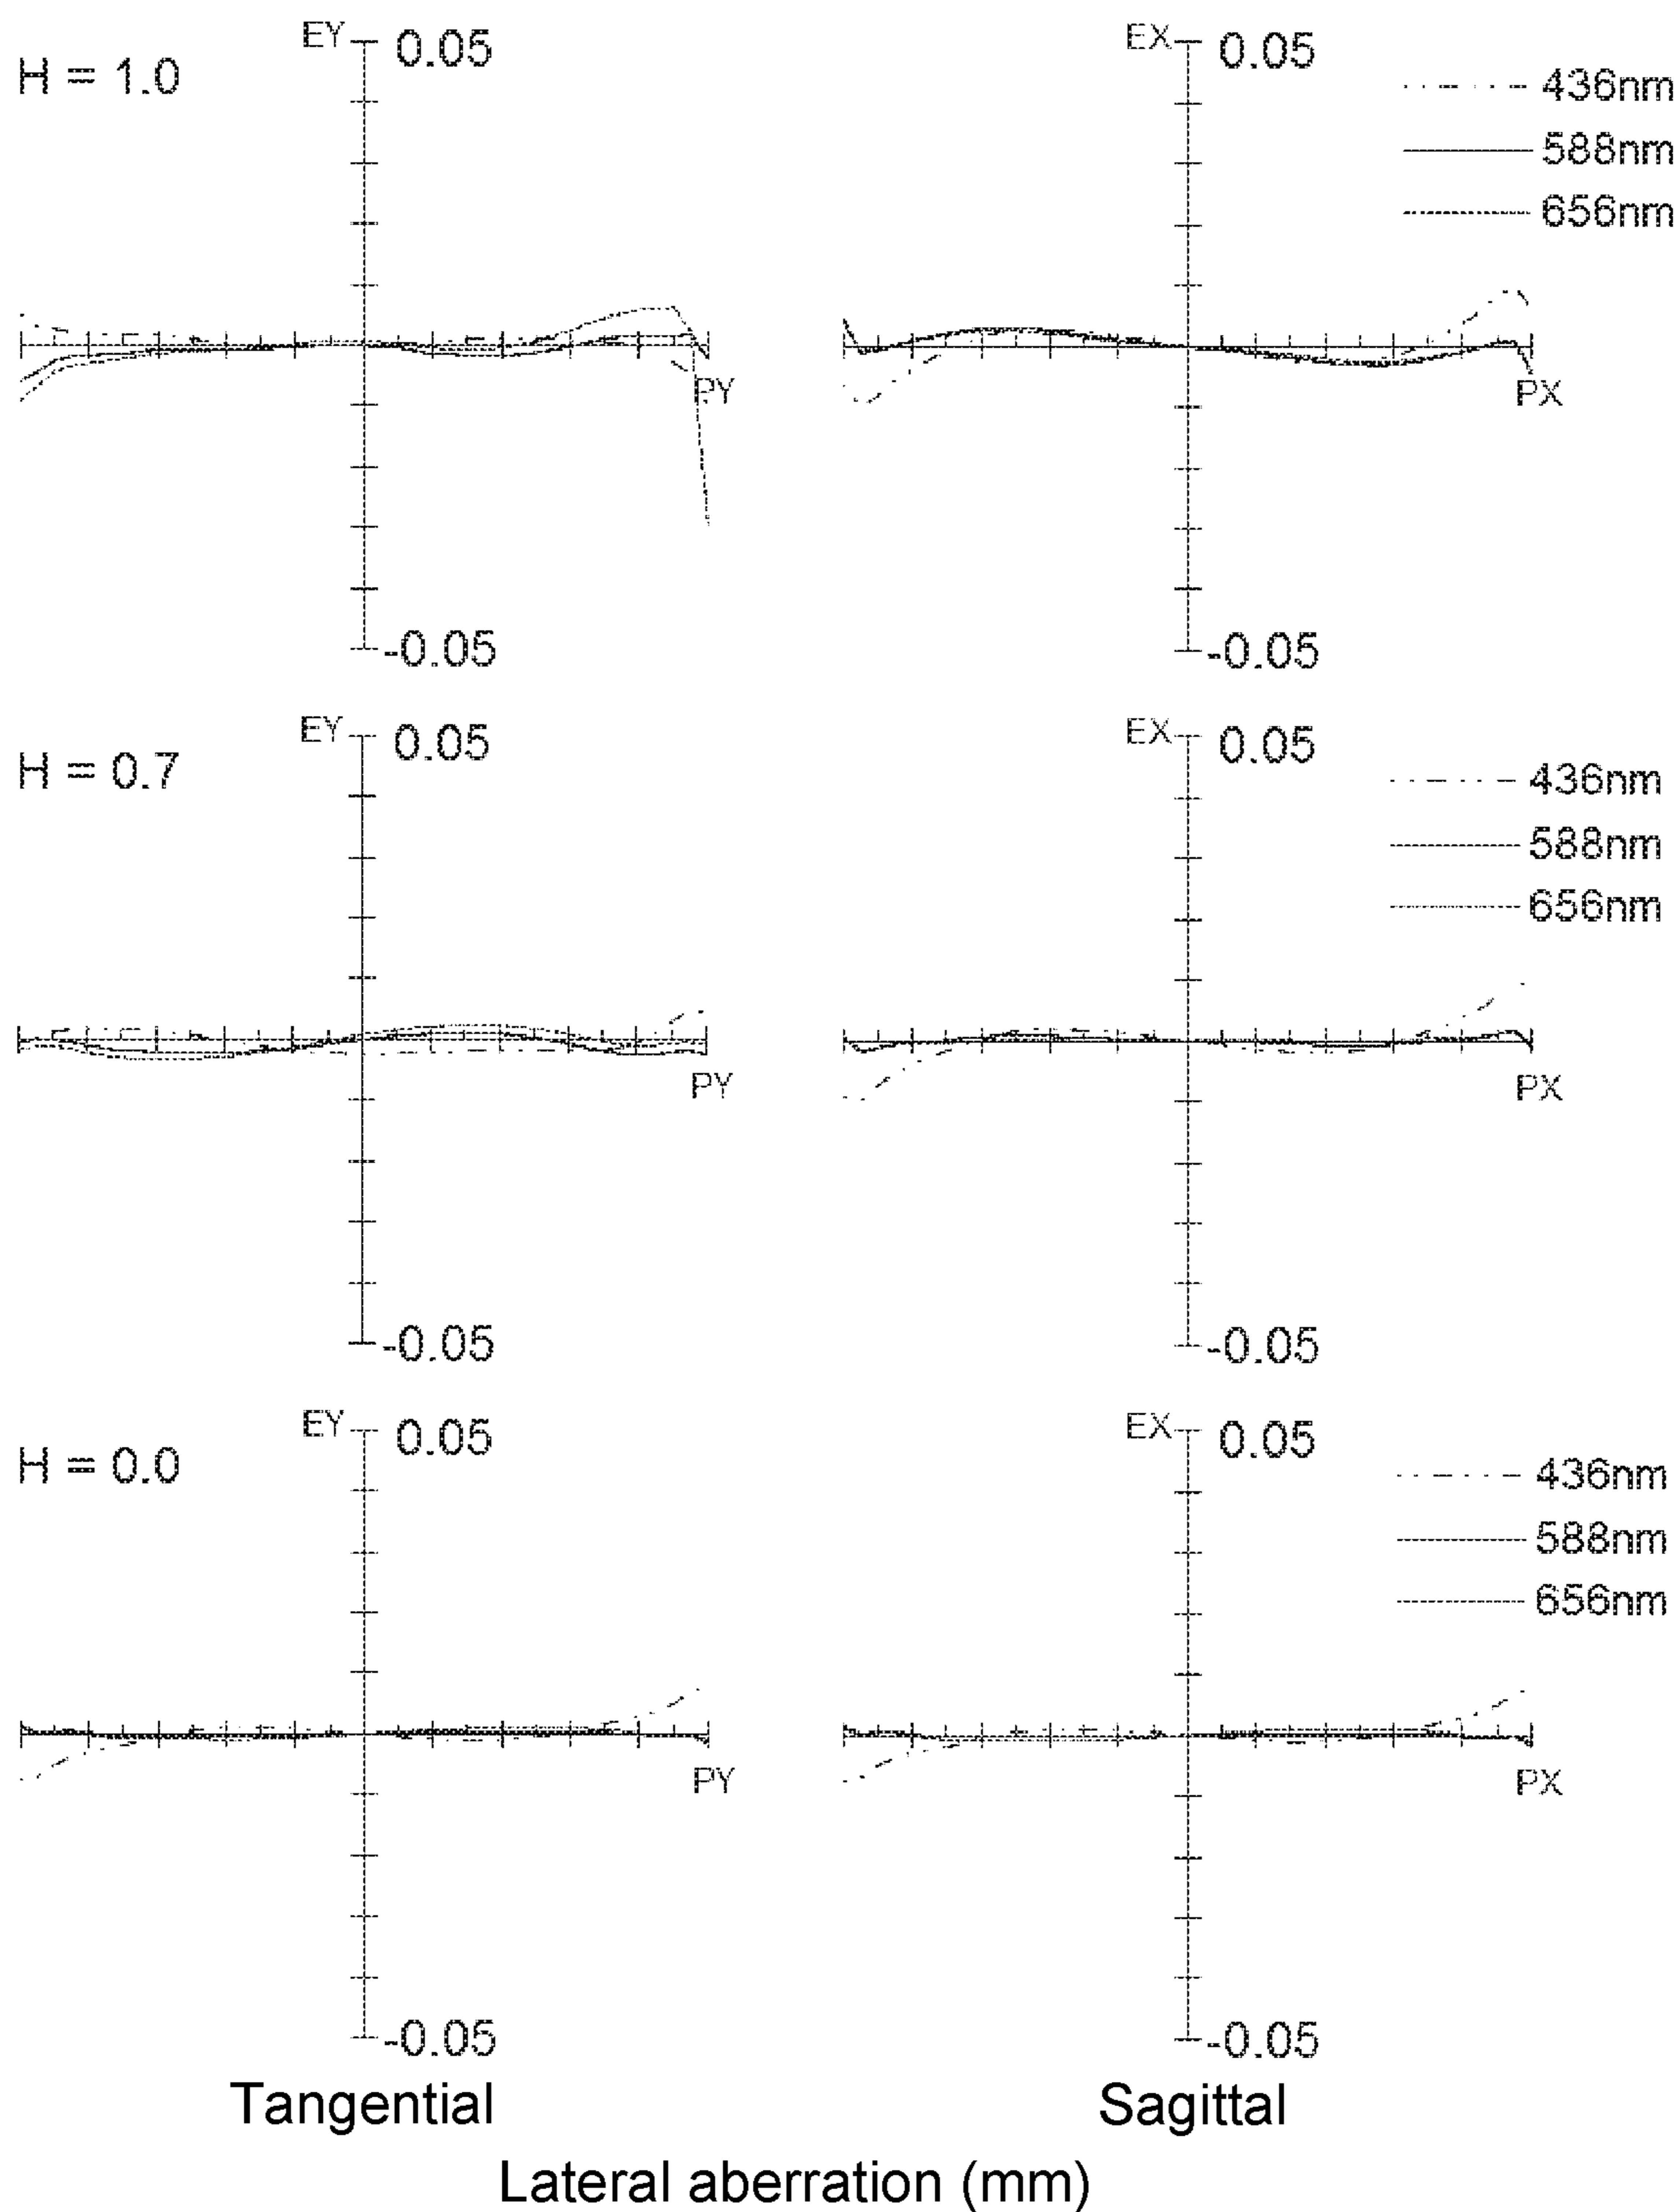 EY 0.05 EX 0.05
H = 1.0
436nm
588nm
656nm
PY PX
-0.05 -0.05
EY 0.05 EX 0.05
H = 0.7
436nm
588nm
656nm
PY PX
-0.05 -0.05
EY 0.05 EX 0.05
H = 0.0
436nm
588nm
656nm
PY PX
-0.05 -0.05
Tangential Sagittal
Lateral aberration (mm)